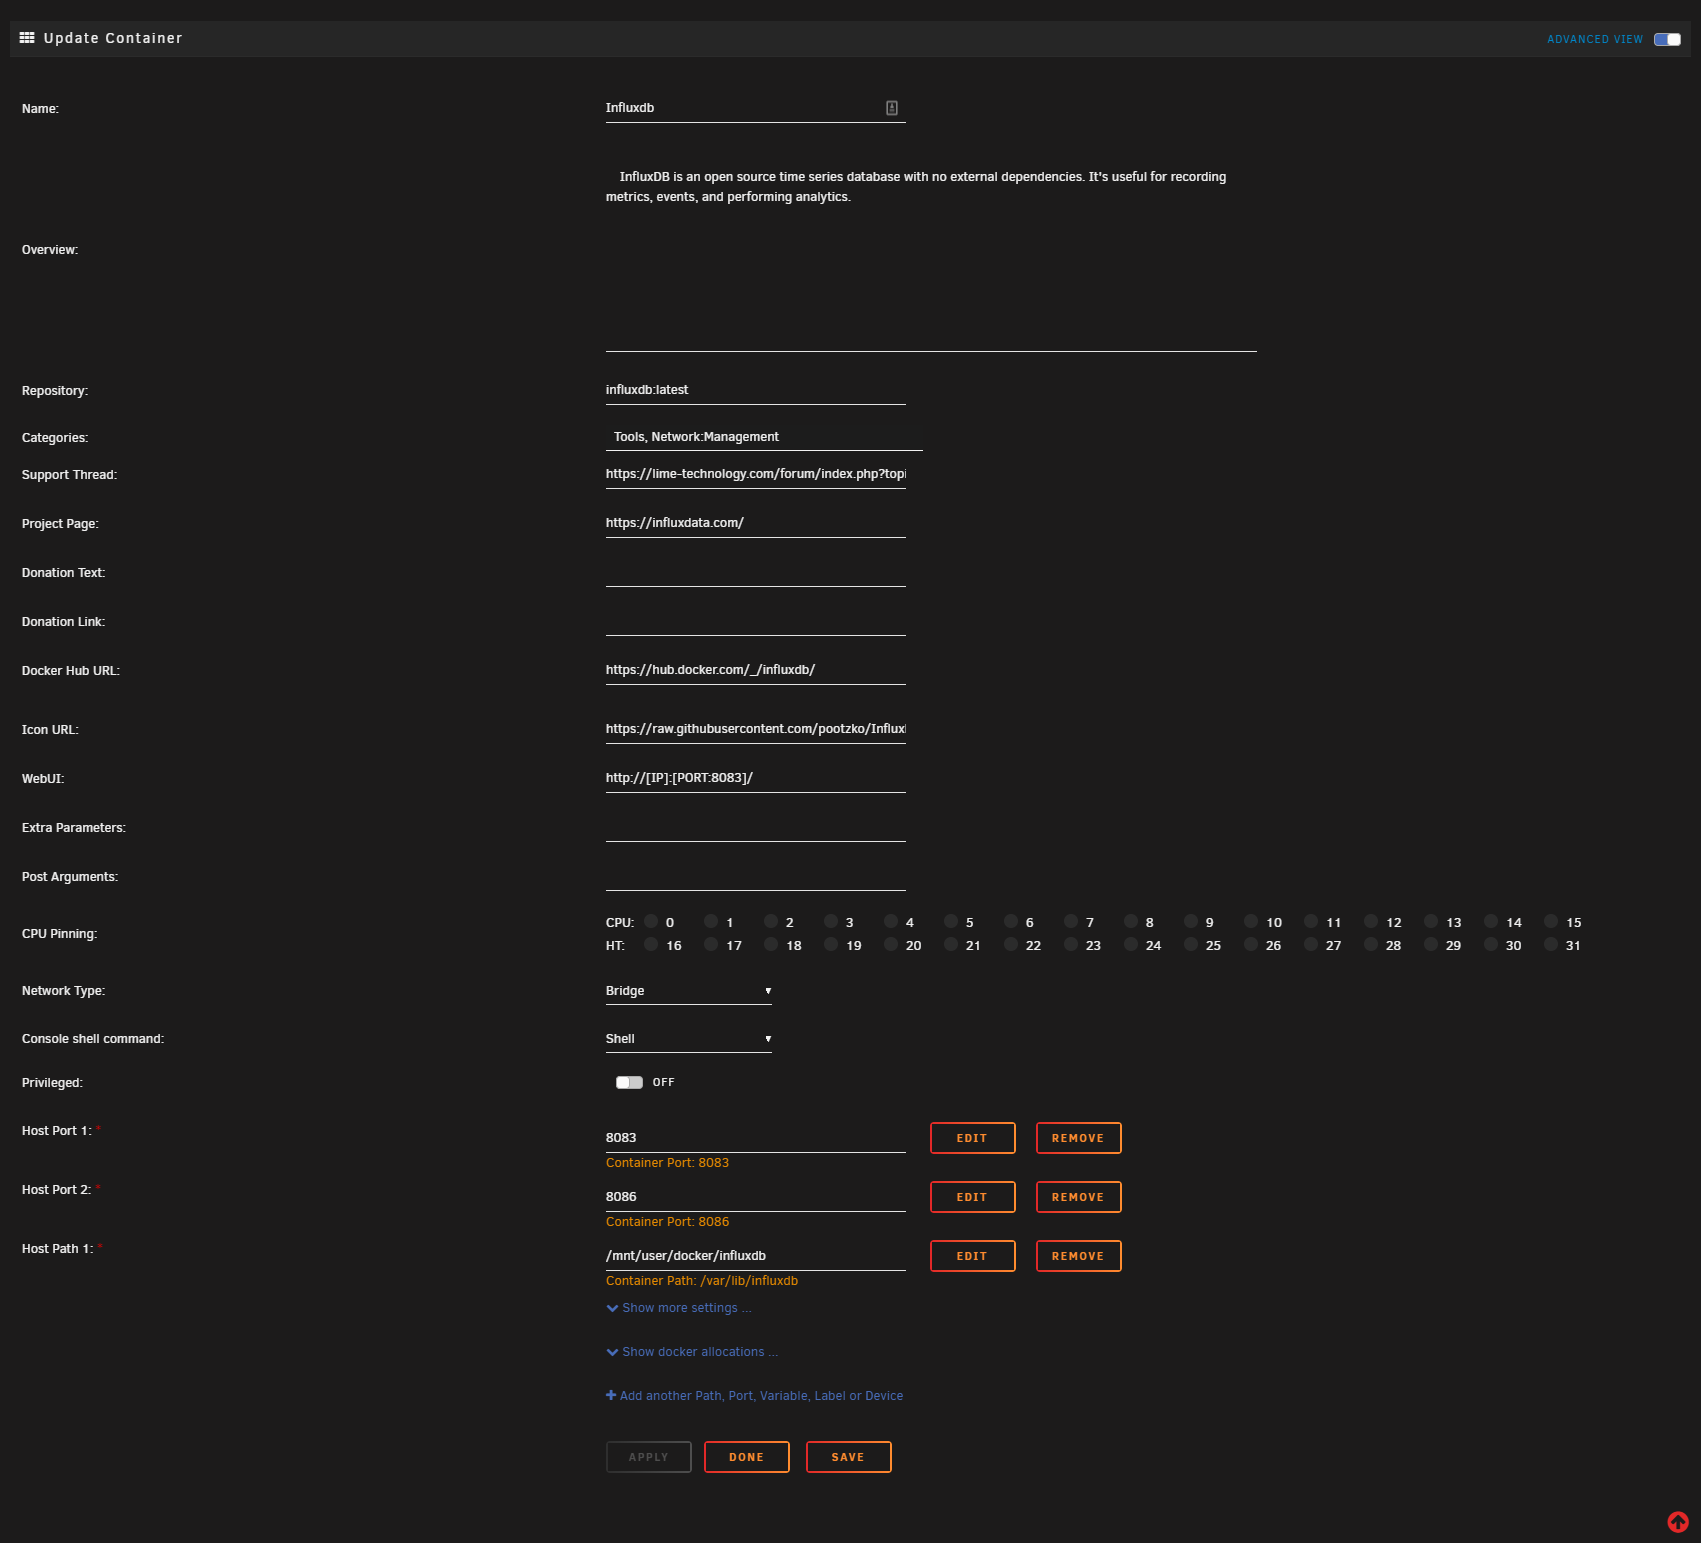 Update Container
ADVANCED VIEW
Name:
Influxdb
InfluxDB is an open source time series database with no external dependencies. It's useful for recording
metrics, events, and performing analytics.
Overview:
Repository:
influxdb:latest
Categories:
Tools, Network:Management
Support Thread:
https://lime-technology.com/forum/index.php?topi
Project Page:
https://influxdata.com/
Donation Text:
Donation Link:
Docker Hub URL:
https://hub.docker.com/_/influxdb/
Icon URL:
https://raw.githubusercontent.com/pootzko/Influx
WebUI:
http://[IP]:[PORT:8083]/
Extra Parameters:
Post Arguments:
CPU Pinning:
CPU: 0 1 2 3 4 5 6 7 8 9 10 11 12 13 14 15
HT: 16 17 18 19 20 21 22 23 24 25 26 27 28 29 30 31
Network Type:
Bridge
Console shell command:
Shell
Privileged:
OFF
Host Port 1: *
8083
EDIT
REMOVE
Container Port: 8083
Host Port 2: *
8086
EDIT
REMOVE
Container Port: 8086
Host Path 1: *
/mnt/user/docker/influxdb
EDIT
REMOVE
Container Path: /var/lib/influxdb
Show more settings ...
Show docker allocations ...
Add another Path, Port, Variable, Label or Device
APPLY
DONE
SAVE